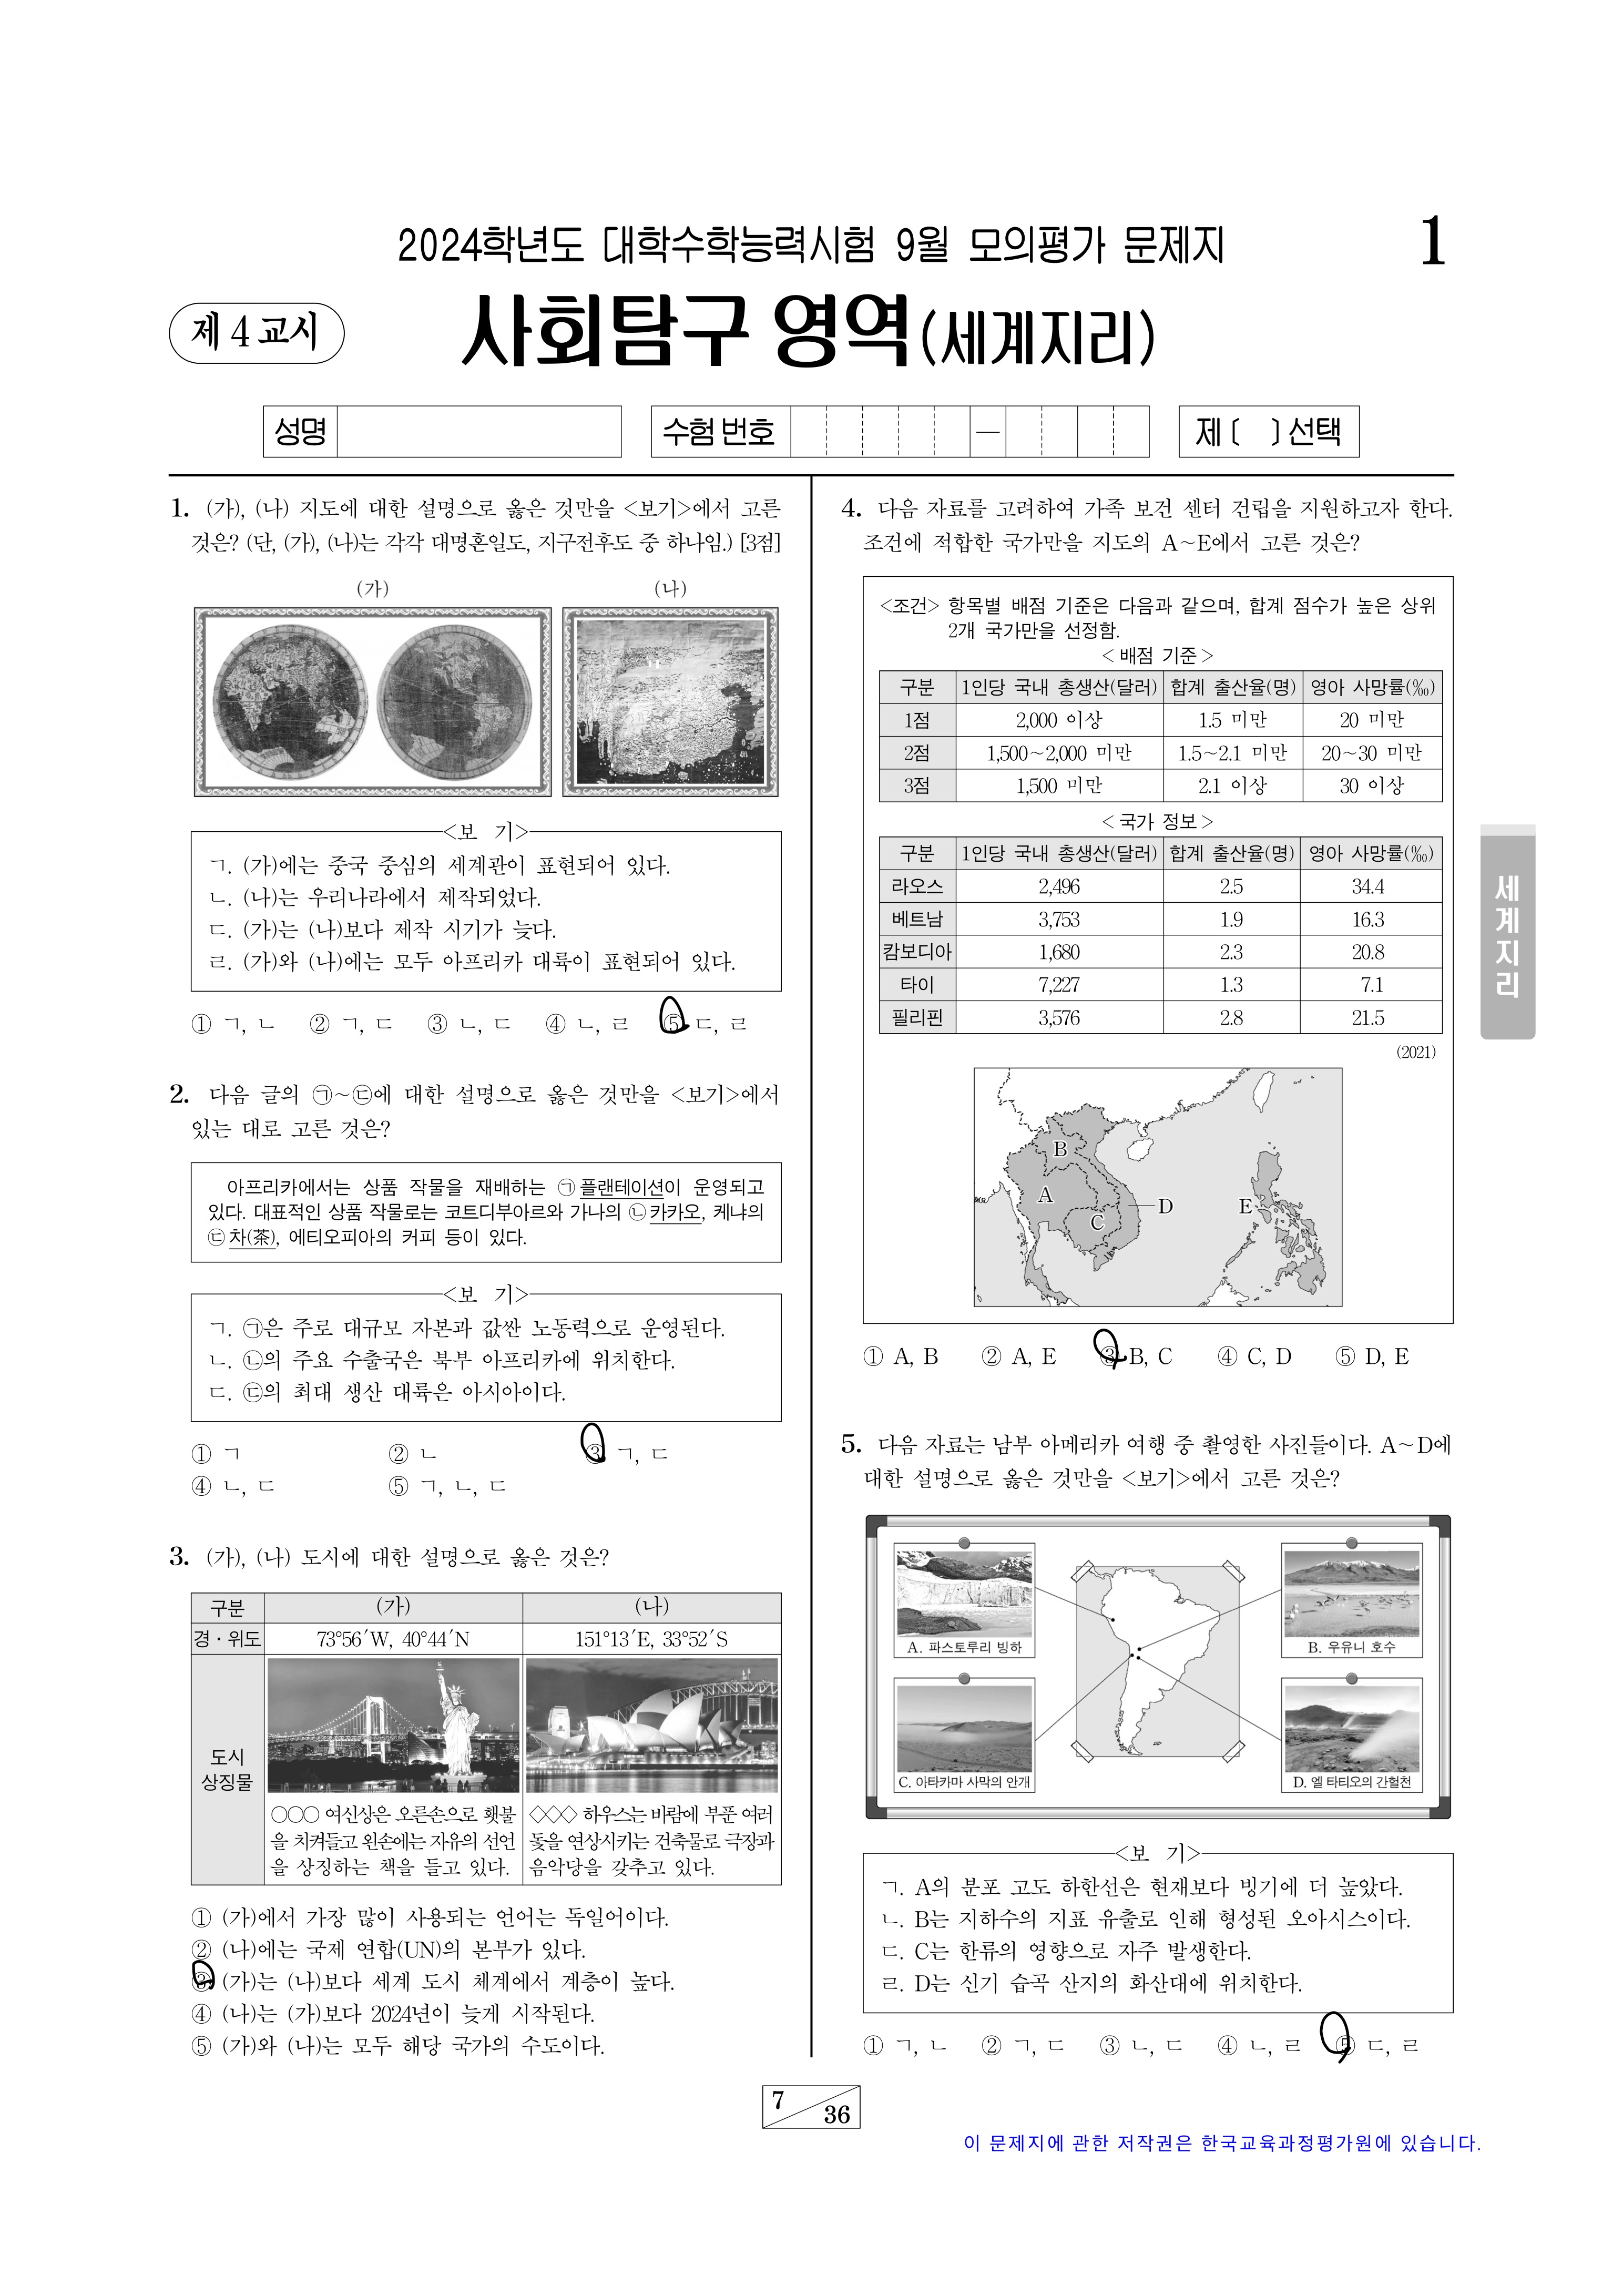 2024학년도 대학수학능력시험 9월 모의평가 문제지
1
제 4 교시
사회탐구 영역(세계지리)
성명
수험 번호
—
제 〔 〕 선택
1. (가), (나) 지도에 대한 설명으로 옳은 것만을 <보기>에서 고른
것은? (단, (가), (나)는 각각 대명혼일도, 지구전후도 중 하나임.) [3점]
(가)
(나)
<보 기>
ㄱ. (가)에는 중국 중심의 세계관이 표현되어 있다.
ㄴ. (나)는 우리나라에서 제작되었다.
ㄷ. (가)는 (나)보다 제작 시기가 늦다.
ㄹ. (가)와 (나)에는 모두 아프리카 대륙이 표현되어 있다.
① ㄱ, ㄴ ② ㄱ, ㄷ ③ ㄴ, ㄷ ④ ㄴ, ㄹ ⑤ ㄷ, ㄹ
2. 다음 글의 ㉠~㉢에 대한 설명으로 옳은 것만을 <보기>에서
있는 대로 고른 것은?
아프리카에서는 상품 작물을 재배하는 ㉠ 플랜테이션이 운영되고
있다. 대표적인 상품 작물로는 코트디부아르와 가나의 ㉡ 카카오, 케냐의
㉢ 차(茶), 에티오피아의 커피 등이 있다.
<보 기>
ㄱ. ㉠은 주로 대규모 자본과 값싼 노동력으로 운영된다.
ㄴ. ㉡의 주요 수출국은 북부 아프리카에 위치한다.
ㄷ. ㉢의 최대 생산 대륙은 아시아이다.
① ㄱ ② ㄴ ③ ㄱ, ㄷ
④ ㄴ, ㄷ ⑤ ㄱ, ㄴ, ㄷ
3. (가), (나) 도시에 대한 설명으로 옳은 것은?
구분 (가) (나)
경·위도 73°56′W, 40°44′N 151°13′E, 33°52′S
도시
상징물
○○○ 여신상은 오른손으로 횃불
을 치켜들고 왼손에는 자유의 선언
을 상징하는 책을 들고 있다.
◇◇◇ 하우스는 바람에 부푼 여러
돛을 연상시키는 건축물로 극장과
음악당을 갖추고 있다.
① (가)에서 가장 많이 사용되는 언어는 독일어이다.
② (나)에는 국제 연합(UN)의 본부가 있다.
③ (가)는 (나)보다 세계 도시 체계에서 계층이 높다.
④ (나)는 (가)보다 2024년이 늦게 시작된다.
⑤ (가)와 (나)는 모두 해당 국가의 수도이다.
4. 다음 자료를 고려하여 가족 보건 센터 건립을 지원하고자 한다.
조건에 적합한 국가만을 지도의 A~E에서 고른 것은?
<조건> 항목별 배점 기준은 다음과 같으며, 합계 점수가 높은 상위
2개 국가만을 선정함.
< 배점 기준 >
구분 1인당 국내 총생산(달러) 합계 출산율(명) 영아 사망률(‰)
1점 2,000 이상 1.5 미만 20 미만
2점 1,500~2,000 미만 1.5~2.1 미만 20~30 미만
3점 1,500 미만 2.1 이상 30 이상
< 국가 정보 >
구분 1인당 국내 총생산(달러) 합계 출산율(명) 영아 사망률(‰)
라오스 2,496 2.5 34.4
베트남 3,753 1.9 16.3
캄보디아 1,680 2.3 20.8
타이 7,227 1.3 7.1
필리핀 3,576 2.8 21.5
(2021)
B
A
C
D
E
① A, B ② A, E ③ B, C ④ C, D ⑤ D, E
5. 다음 자료는 남부 아메리카 여행 중 촬영한 사진들이다. A~D에
대한 설명으로 옳은 것만을 <보기>에서 고른 것은?
A. 파스토루리 빙하
B. 우유니 호수
C. 아타카마 사막의 안개
D. 엘 타티오의 간헐천
<보 기>
ㄱ. A의 분포 고도 하한선은 현재보다 빙기에 더 높았다.
ㄴ. B는 지하수의 지표 유출로 인해 형성된 오아시스이다.
ㄷ. C는 한류의 영향으로 자주 발생한다.
ㄹ. D는 신기 습곡 산지의 화산대에 위치한다.
① ㄱ, ㄴ ② ㄱ, ㄷ ③ ㄴ, ㄷ ④ ㄴ, ㄹ ⑤ ㄷ, ㄹ
세계지리
7
36
이 문제지에 관한 저작권은 한국교육과정평가원에 있습니다.